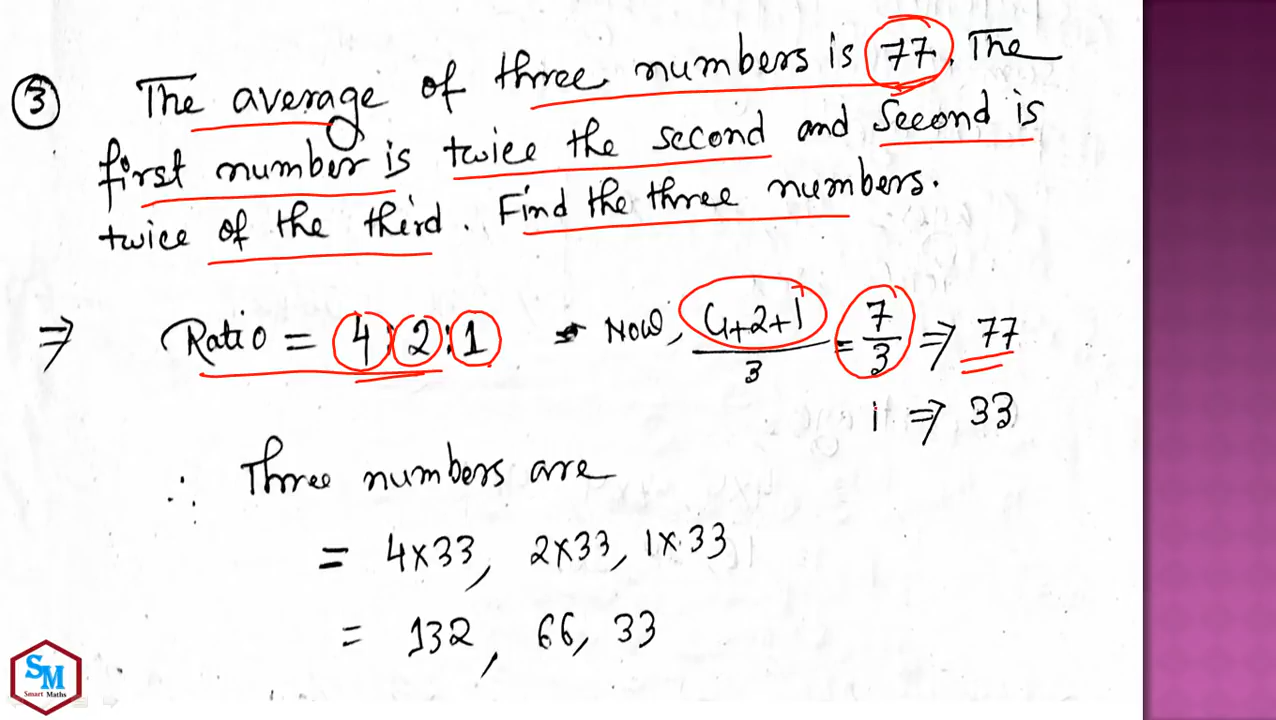 ③ The average of three numbers is 77. The
first number is twice the second and Second is
twice of the third. Find the three numbers.
⇒ Ratio = 4:2:1 Now, 4+2+1/3 = 7/3 ⇒ 77
1 ⇒ 33
∴ Three numbers are
= 4×33, 2×33, 1×33
= 132, 66, 33
SM
Smart Maths